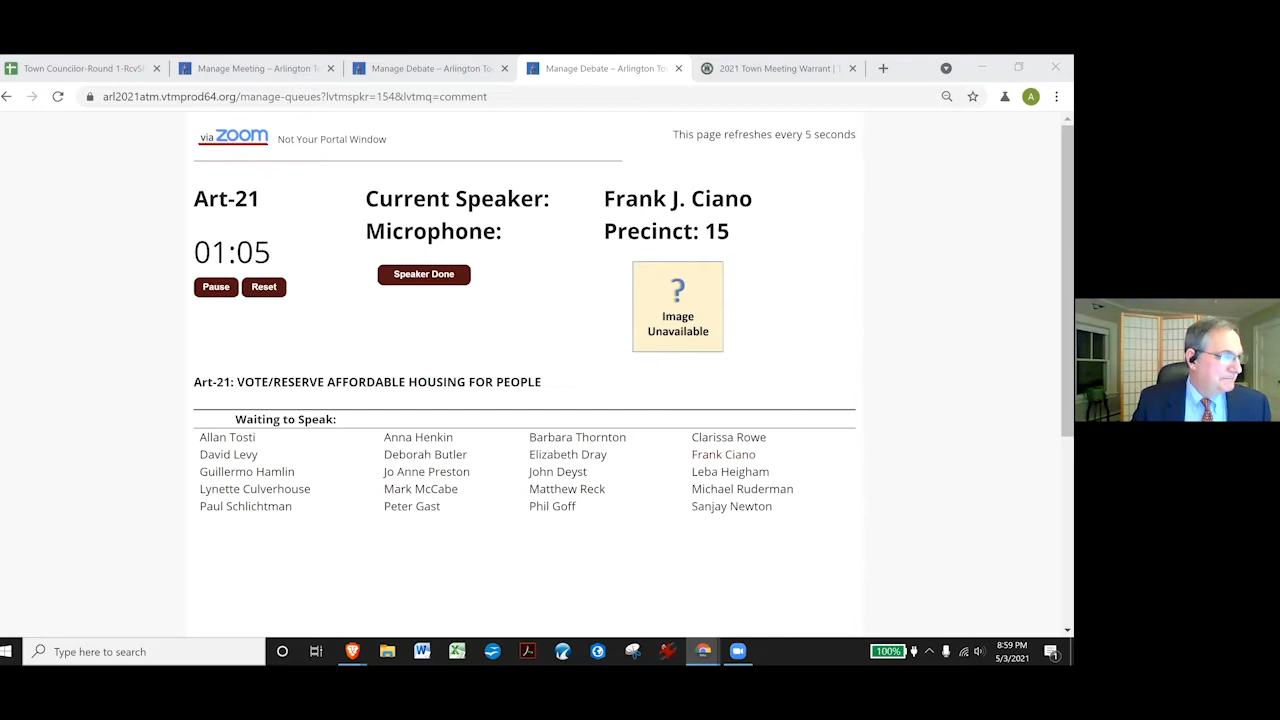 Town Councilor-Round 1-RcvS
Manage Meeting – Arlington T
Manage Debate – Arlington To
Manage Debate – Arlington To
2021 Town Meeting Warrant | T
arl2021atm.vtmprod64.org/manage-queues?lvtmspkr=154&lvtmq=comment
A
via zoom Not Your Portal Window
This page refreshes every 5 seconds
Art-21 Current Speaker: Frank J. Ciano
Microphone: Precinct: 15
01:05
Speaker Done
Pause Reset
?
Image
Unavailable
Art-21: VOTE/RESERVE AFFORDABLE HOUSING FOR PEOPLE
Waiting to Speak:
Allan Tosti Anna Henkin Barbara Thornton Clarissa Rowe
David Levy Deborah Butler Elizabeth Dray Frank Ciano
Guillermo Hamlin Jo Anne Preston John Deyst Leba Heigham
Lynette Culverhouse Mark McCabe Matthew Reck Michael Ruderman
Paul Schlichtman Peter Gast Phil Goff Sanjay Newton
Type here to search
100%
8:59 PM
5/3/2021